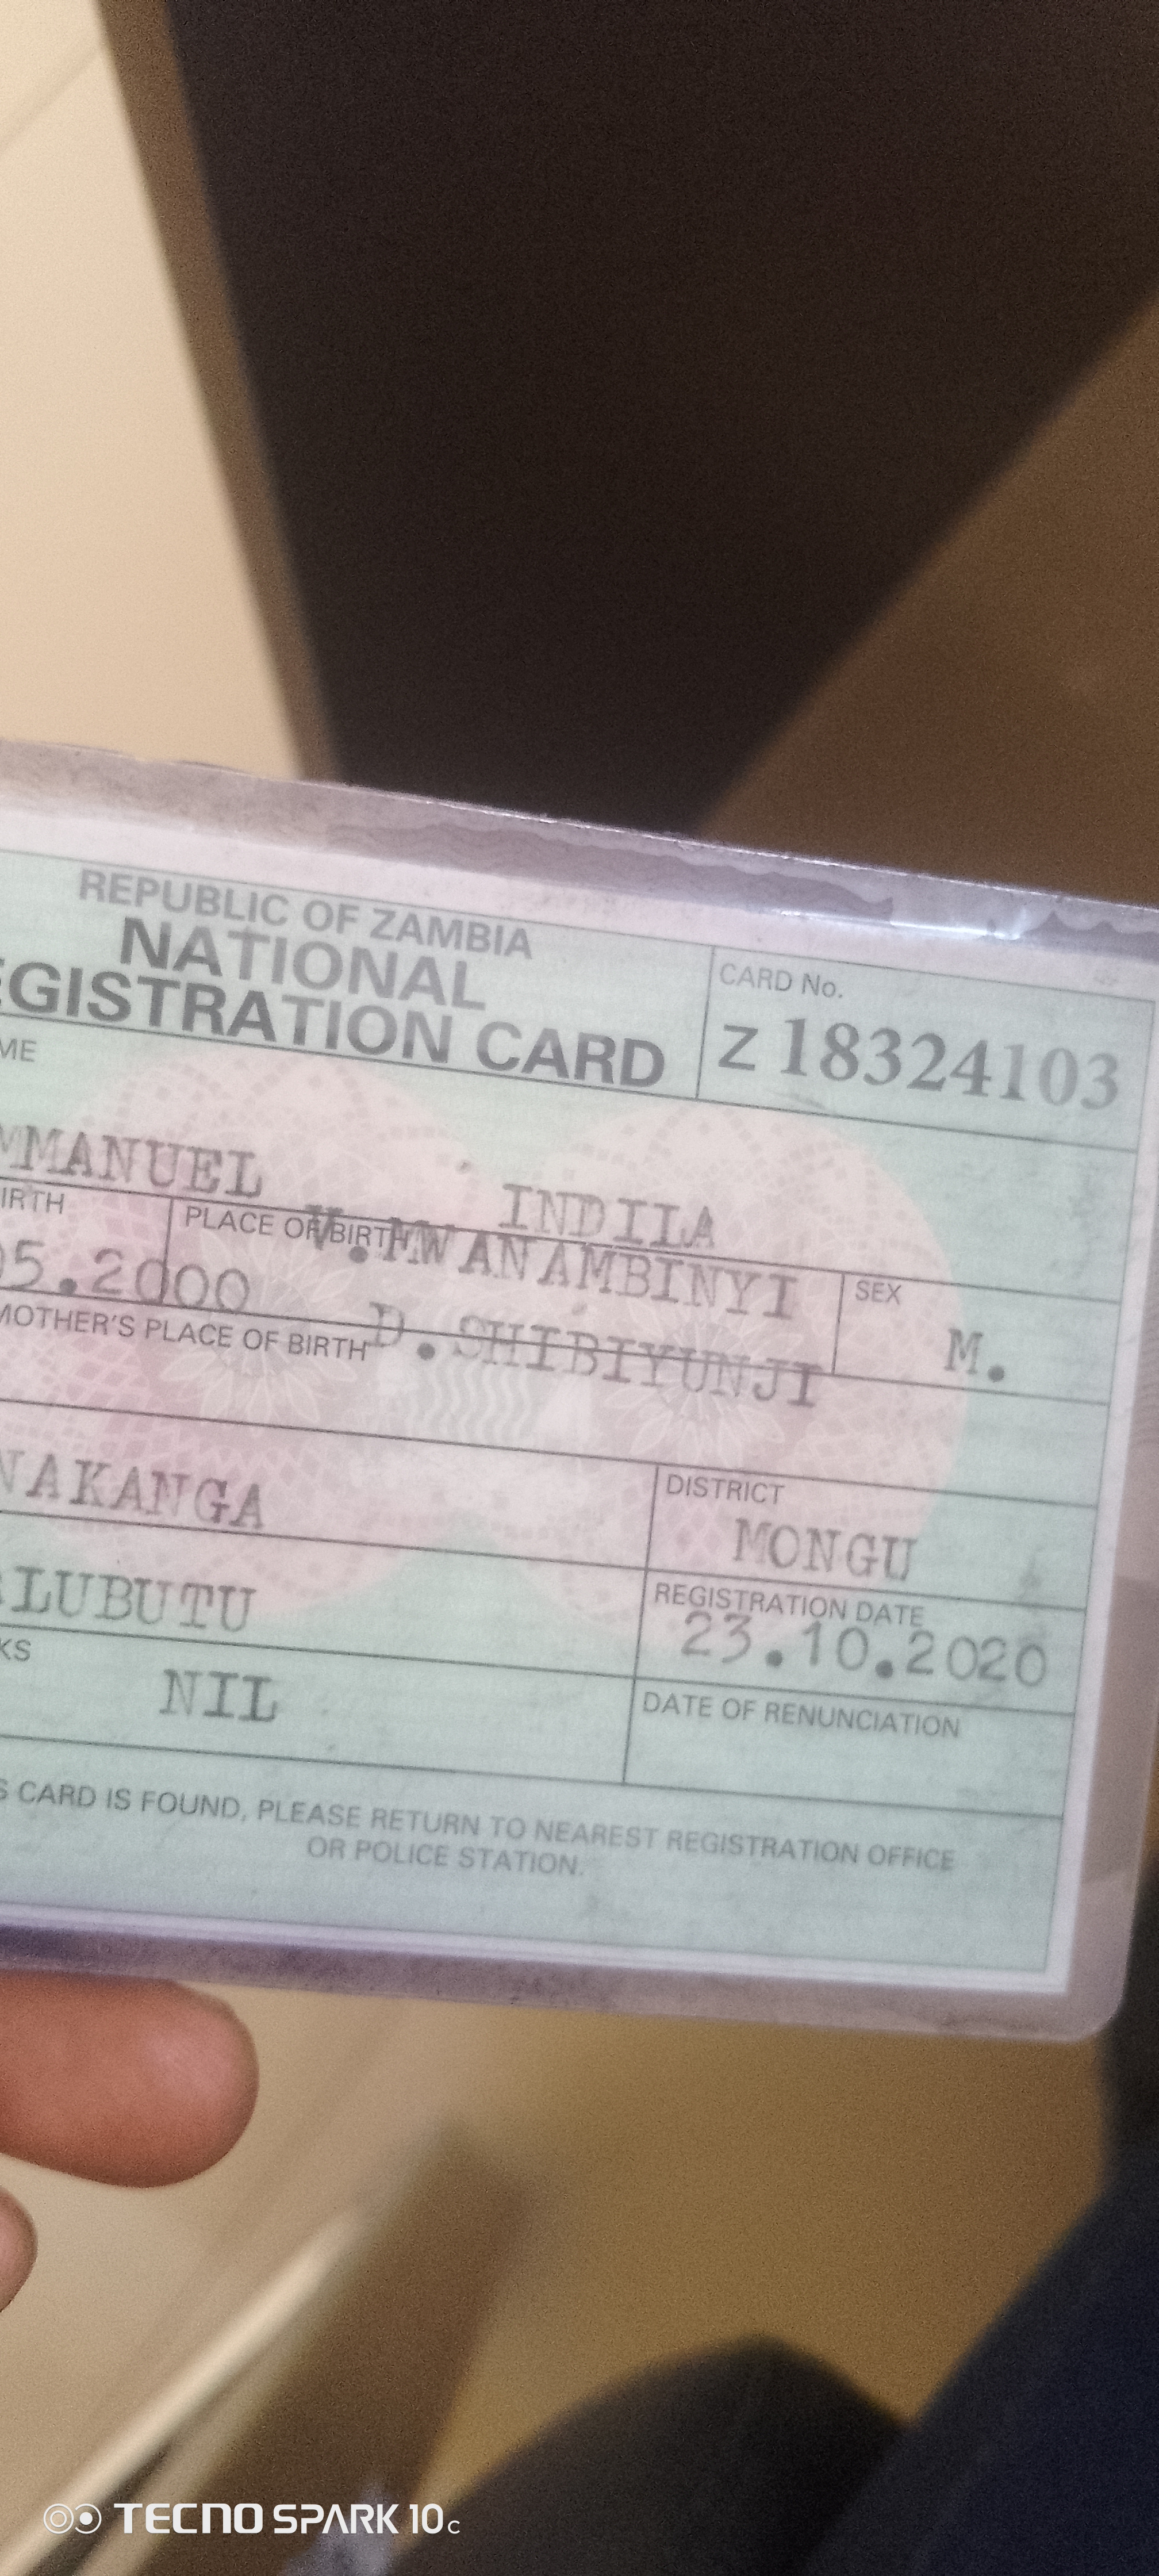 REPUBLIC OF ZAMBIA
NATIONAL
EGISTRATION CARD
CARD No.
Z 18324103
ME
MMANUEL INDILA
IRTH PLACE OF BIRTH V.MWANAMBINYI SEX
05.2000 M.
MOTHER'S PLACE OF BIRTH D.SHIBIYUNJI
NAKANGA
DISTRICT
MONGU
LUBUTU
REGISTRATION DATE
23.10.2020
KS
NIL
DATE OF RENUNCIATION
S CARD IS FOUND, PLEASE RETURN TO NEAREST REGISTRATION OFFICE
OR POLICE STATION.
TECNO SPARK 10C